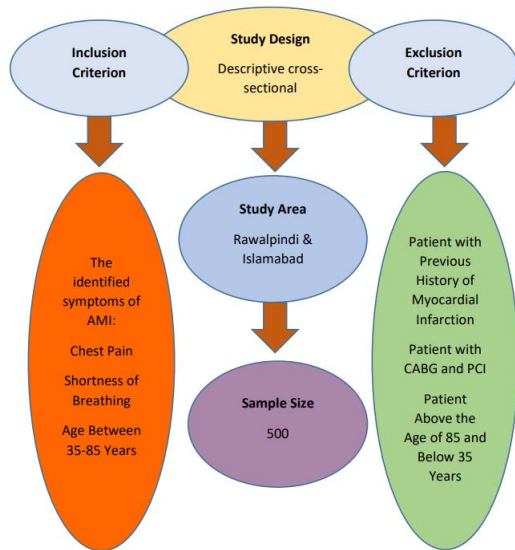 Inclusion
Criterion
Study Design
Descriptive cross-
sectional
Exclusion
Criterion
The
identified
symptoms of
AMI:
Chest Pain
Shortness of
Breathing
Age Between
35-85 Years
Study Area
Rawalpindi &
Islamabad
Sample Size
500
Patient with
Previous
History of
Myocardial
Infarction
Patient with
CABG and PCI
Patient
Above the
Age of 85 and
Below 35
Years